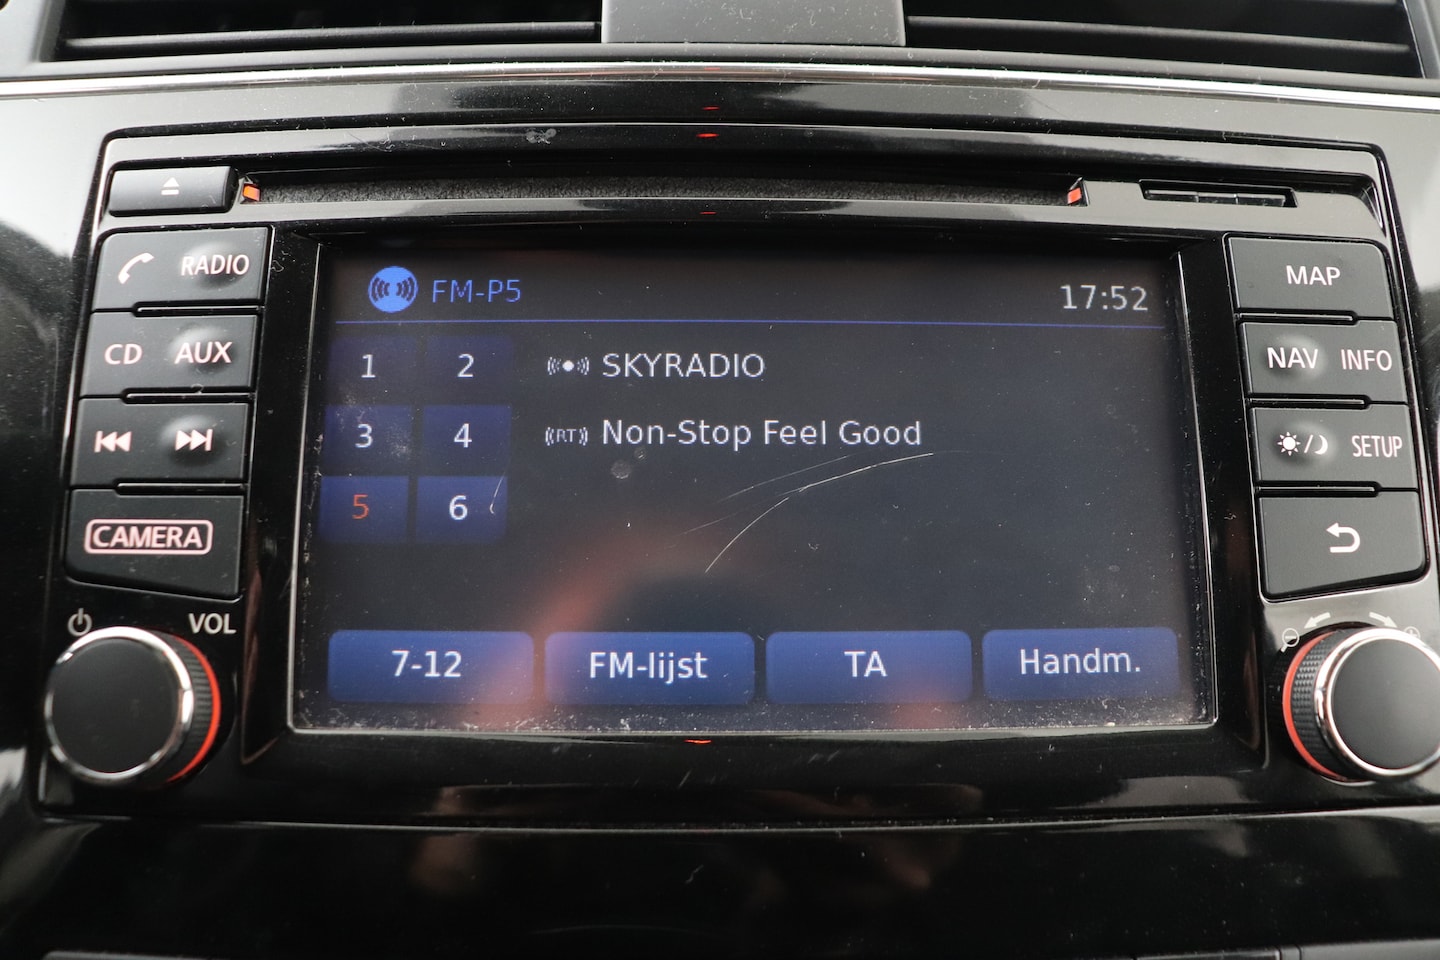 RADIO
CD AUX
CAMERA
VOL
FM-P5
17:52
1 2
3 4
5 6
SKYRADIO
RT Non-Stop Feel Good
7-12 FM-lijst TA Handm.
MAP
NAV INFO
SETUP